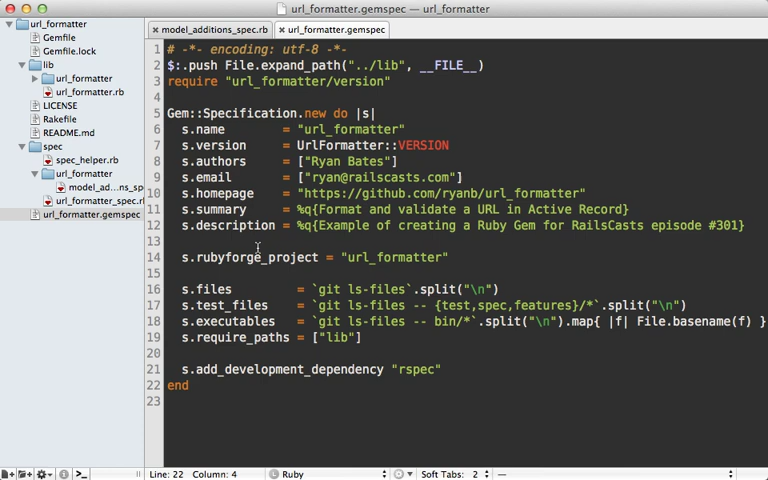 url_formatter.gemspec — url_formatter
url_formatter
Gemfile
Gemfile.lock
lib
url_formatter
url_formatter.rb
LICENSE
Rakefile
README.md
spec
spec_helper.rb
url_formatter
model_ad...ns_sp
url_formatter_spec.rl
url_formatter.gemspec
× model_additions_spec.rb × url_formatter.gemspec
1 # -*- encoding: utf-8 -*-
2 $:.push File.expand_path("../lib", __FILE__)
3 require "url_formatter/version"
4
5 Gem::Specification.new do |s|
6 s.name = "url_formatter"
7 s.version = UrlFormatter::VERSION
8 s.authors = ["Ryan Bates"]
9 s.email = ["ryan@railscasts.com"]
10 s.homepage = "https://github.com/ryanb/url_formatter"
11 s.summary = %q{Format and validate a URL in Active Record}
12 s.description = %q{Example of creating a Ruby Gem for RailsCasts episode #301}
13
14 s.rubyforge_project = "url_formatter"
15
16 s.files = `git ls-files`.split("\n")
17 s.test_files = `git ls-files -- {test,spec,features}/*`.split("\n")
18 s.executables = `git ls-files -- bin/*`.split("\n").map{ |f| File.basename(f) }
19 s.require_paths = ["lib"]
20
21 s.add_development_dependency "rspec"
22 end
23
Line: 22 Column: 4 L Ruby Soft Tabs: 2 —